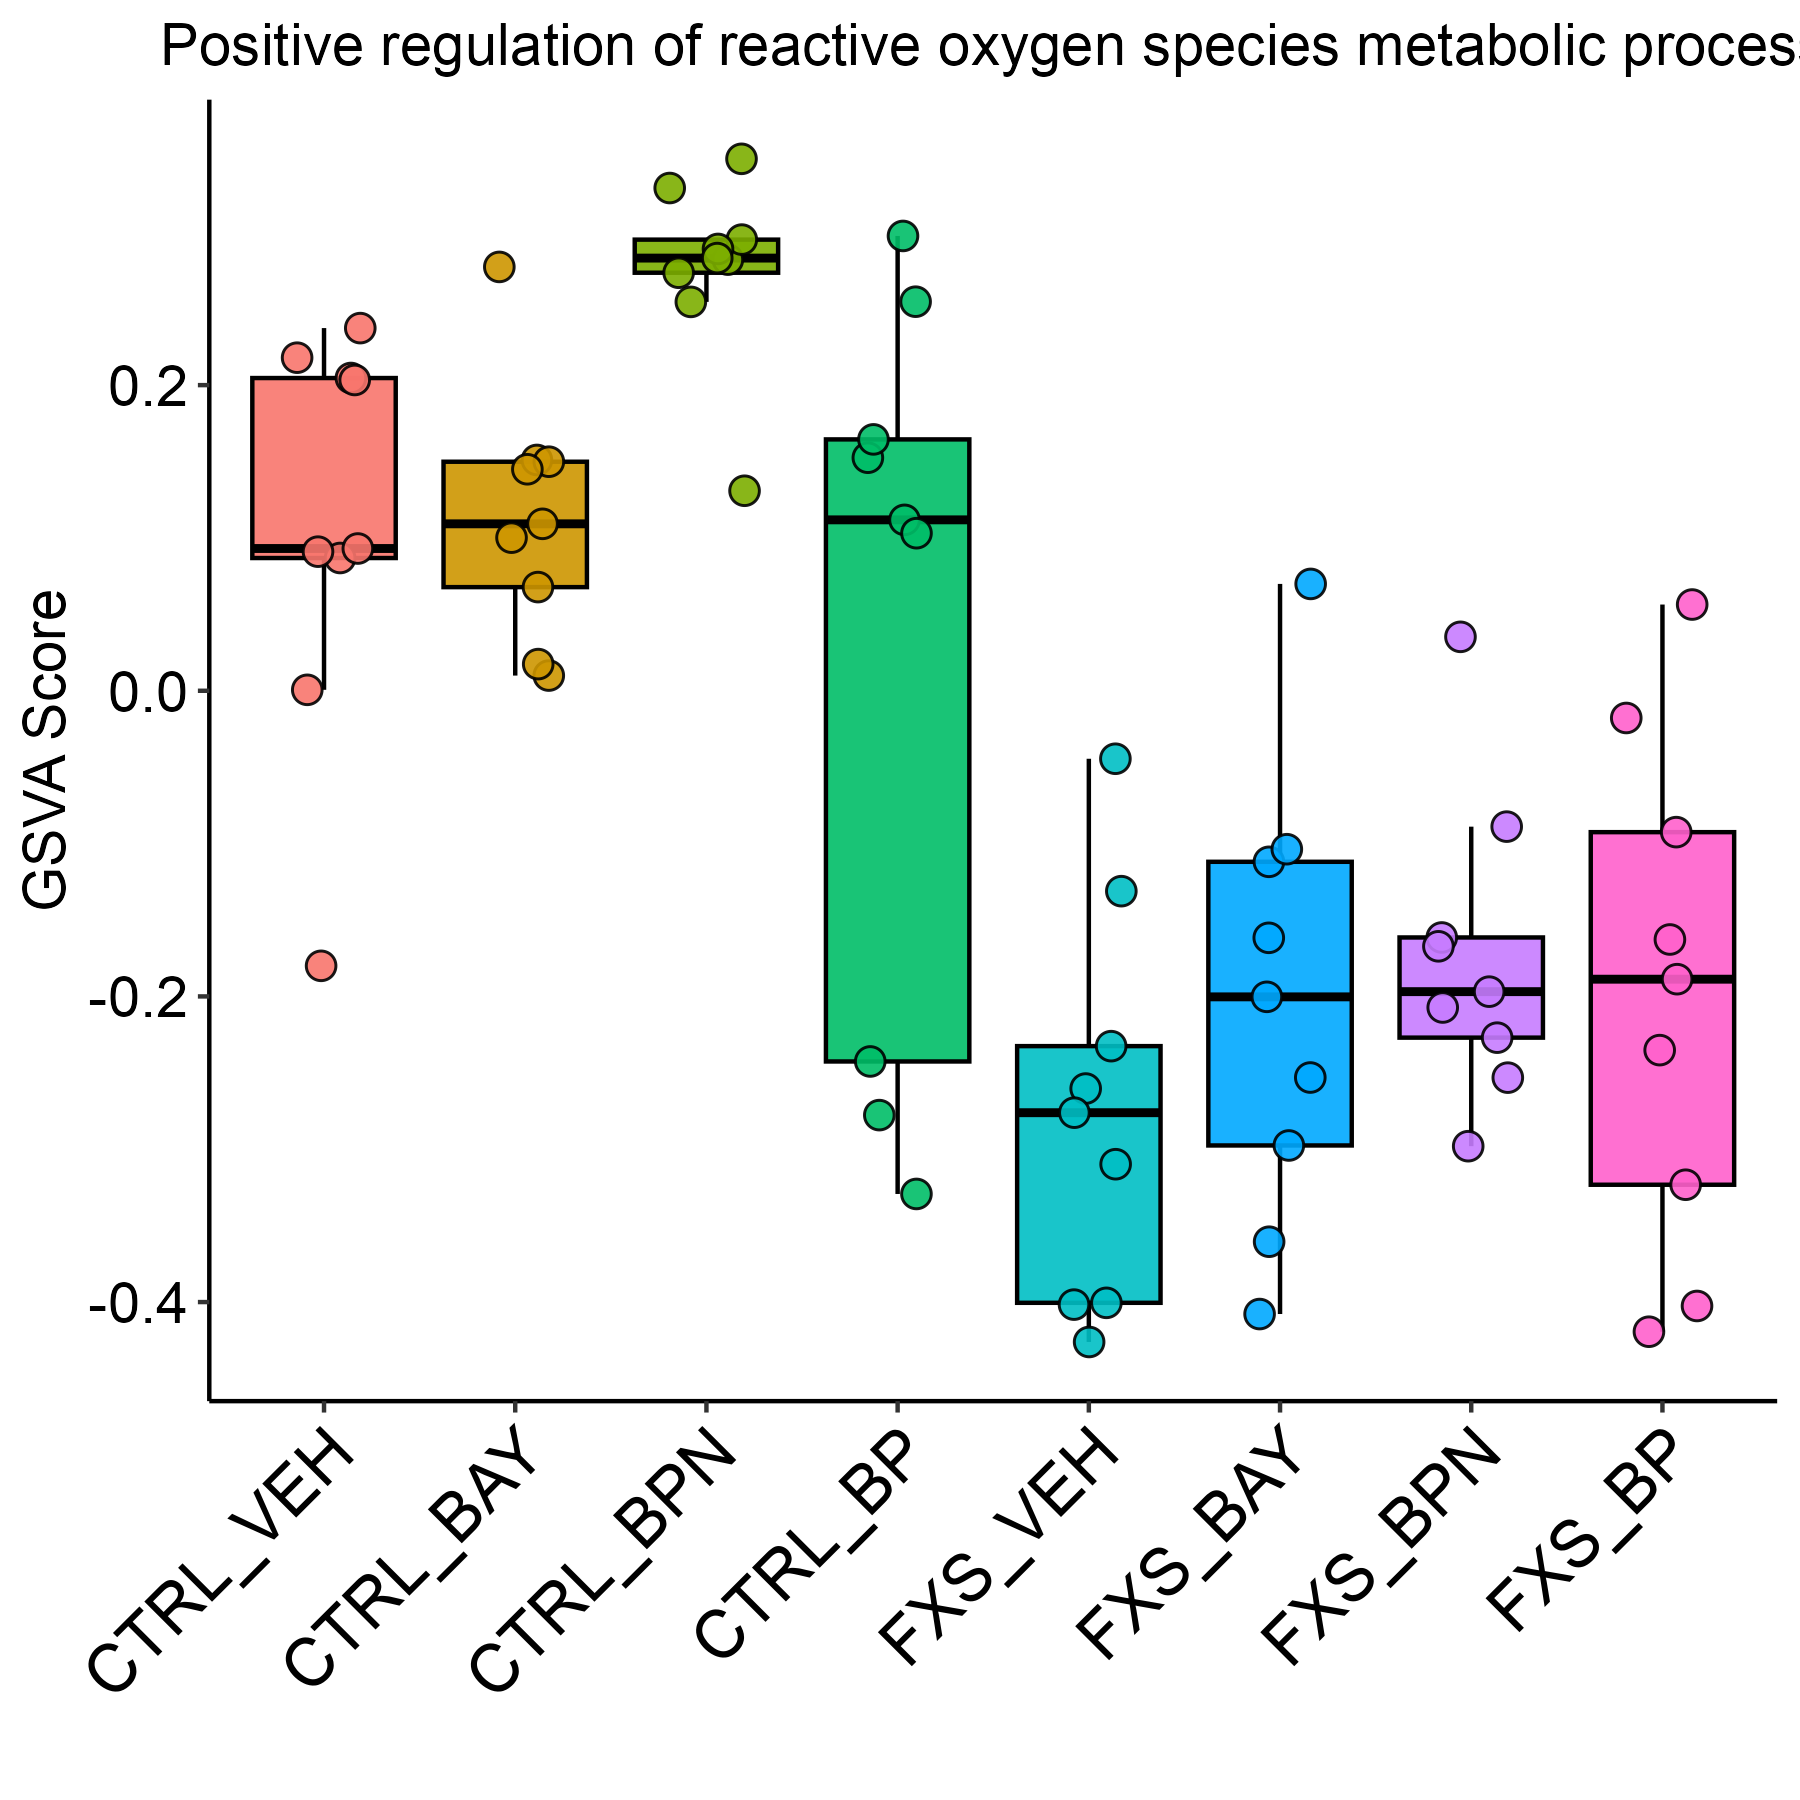 Positive regulation of reactive oxygen species metabolic proces
GSVA Score
0.2
0.0
-0.2
-0.4
CTRL_VEH
CTRL_BAY
CTRL_BPN
CTRL_BP
FXS_VEH
FXS_BAY
FXS_BPN
FXS_BP